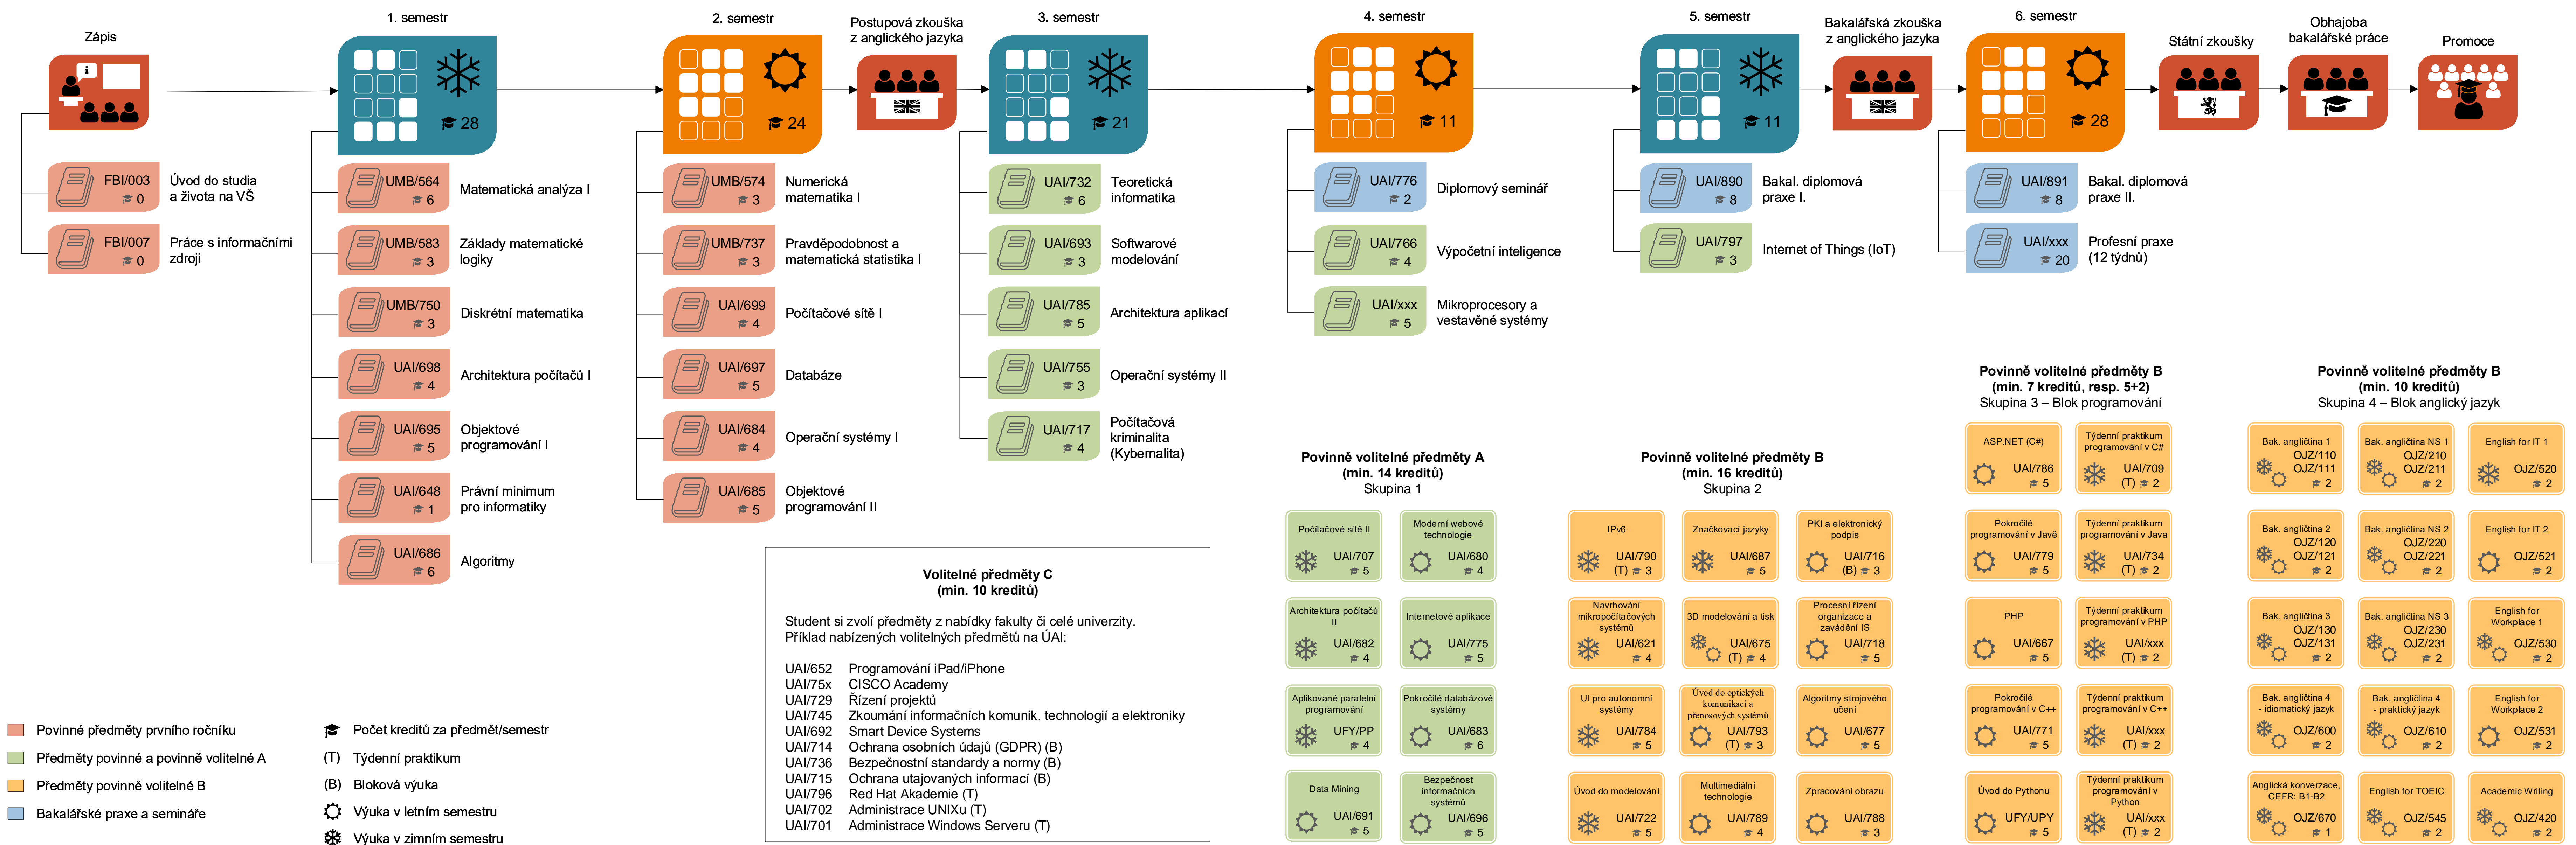 Zápis
FBI/003
0
Úvod do studia
a života na VŠ
FBI/007
0
Práce s informačními
zdroji
1. semestr
28
UMB/564
6
Matematická analýza I
UMB/583
3
Základy matematické
logiky
UMB/750
3
Diskrétní matematika
UAI/698
4
Architektura počítačů I
UAI/695
5
Objektové
programování I
UAI/648
1
Právní minimum
pro informatiky
UAI/686
6
Algoritmy
2. semestr
24
UMB/574
3
Numerická
matematika I
UMB/737
3
Pravděpodobnost a
matematická statistika I
UAI/699
4
Počítačové sítě I
UAI/697
5
Databáze
UAI/684
4
Operační systémy I
UAI/685
5
Objektové
programování II
Postupová zkouška
z anglického jazyka
3. semestr
21
UAI/732
6
Teoretická
informatika
UAI/693
3
Softwarové
modelování
UAI/785
5
Architektura aplikací
UAI/755
3
Operační systémy II
UAI/717
4
Počítačová
kriminalita
(Kybernalita)
4. semestr
11
UAI/776
2
Diplomový seminář
UAI/766
4
Výpočetní inteligence
UAI/xxx
5
Mikroprocesory a
vestavěné systémy
5. semestr
11
UAI/890
8
Bakal. diplomová
praxe I.
UAI/797
3
Internet of Things (IoT)
Bakalářská zkouška
z anglického jazyka
6. semestr
28
UAI/891
8
Bakal. diplomová
praxe II.
UAI/xxx
20
Profesní praxe
(12 týdnů)
Státní zkoušky
Obhajoba
bakalářské práce
Promoce
Volitelné předměty C
(min. 10 kreditů)
Student si zvolí předměty z nabídky fakulty či celé univerzity.
Příklad nabízených volitelných předmětů na ÚAI:
UAI/652 Programování iPad/iPhone
UAI/75x CISCO Academy
UAI/729 Řízení projektů
UAI/745 Zkoumání informačních komunik. technologií a elektroniky
UAI/692 Smart Device Systems
UAI/714 Ochrana osobních údajů (GDPR) (B)
UAI/736 Bezpečnostní standardy a normy (B)
UAI/715 Ochrana utajovaných informací (B)
UAI/796 Red Hat Akademie (T)
UAI/702 Administrace UNIXu (T)
UAI/701 Administrace Windows Serveru (T)
Povinně volitelné předměty A
(min. 14 kreditů)
Skupina 1
Počítačové sítě II
UAI/707
5
Moderní webové
technologie
UAI/680
4
Architektura počítačů
II
UAI/682
4
Internetové aplikace
UAI/775
5
Aplikované paralelní
programování
UFY/PP
4
Pokročilé databázové
systémy
UAI/683
6
Data Mining
UAI/691
5
Bezpečnost
informačních
systémů
UAI/696
5
Povinně volitelné předměty B
(min. 16 kreditů)
Skupina 2
IPv6
UAI/790
(T) 3
Značkovací jazyky
UAI/687
5
PKI a elektronický
podpis
UAI/716
(B) 3
Navrhování
mikropočítačových
systémů
UAI/621
4
3D modelování a tisk
UAI/675
(T) 4
Procesní řízení
organizace a
zavádění IS
UAI/718
5
UI pro autonomní
systémy
UAI/784
5
Úvod do optických
komunikací a
přenosových systémů
UAI/793
(T) 3
Algoritmy strojového
učení
UAI/677
5
Úvod do modelování
UAI/722
5
Multimediální
technologie
UAI/789
4
Zpracování obrazu
UAI/788
3
Povinně volitelné předměty B
(min. 7 kreditů, resp. 5+2)
Skupina 3 – Blok programování
ASP.NET (C#)
UAI/786
5
Týdenní praktikum
programování v C#
UAI/709
(T) 2
Pokročilé
programování v Javě
UAI/779
5
Týdenní praktikum
programování v Java
UAI/734
(T) 2
PHP
UAI/667
5
Týdenní praktikum
programování v PHP
UAI/xxx
(T) 2
Pokročilé
programování v C++
UAI/771
5
Týdenní praktikum
programování v C++
UAI/xxx
(T) 2
Úvod do Pythonu
UFY/UPY
5
Týdenní praktikum
programování v
Python
UAI/xxx
(T) 2
Povinně volitelné předměty B
(min. 10 kreditů)
Skupina 4 – Blok anglický jazyk
Bak. angličtina 1
OJZ/110
OJZ/111
2
Bak. angličtina NS 1
OJZ/210
OJZ/211
2
English for IT 1
OJZ/520
2
Bak. angličtina 2
OJZ/120
OJZ/121
2
Bak. angličtina NS 2
OJZ/220
OJZ/221
2
English for IT 2
OJZ/521
2
Bak. angličtina 3
OJZ/130
OJZ/131
2
Bak. angličtina NS 3
OJZ/230
OJZ/231
2
English for
Workplace 1
OJZ/530
2
Bak. angličtina 4
- idiomatický jazyk
OJZ/600
2
Bak. angličtina 4
- praktický jazyk
OJZ/610
2
English for
Workplace 2
OJZ/531
2
Anglická konverzace,
CEFR: B1-B2
OJZ/670
1
English for TOEIC
OJZ/545
2
Academic Writing
OJZ/420
2
Povinné předměty prvního ročníku
Předměty povinné a povinně volitelné A
Předměty povinně volitelné B
Bakalářské praxe a semináře
Počet kreditů za předmět/semestr
(T) Týdenní praktikum
(B) Bloková výuka
Výuka v letním semestru
Výuka v zimním semestru